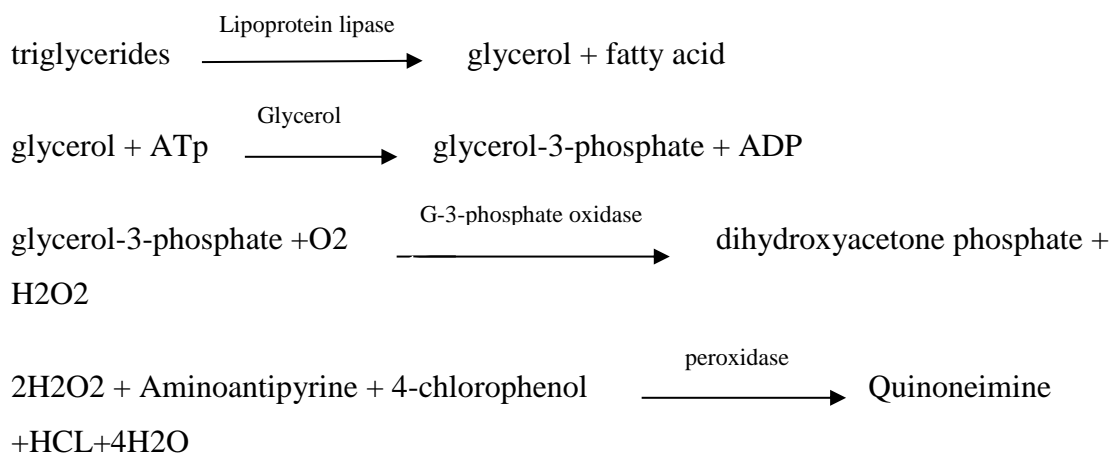 Lipoprotein lipase
triglycerides glycerol + fatty acid
Glycerol
glycerol + ATp glycerol-3-phosphate + ADP
G-3-phosphate oxidase
glycerol-3-phosphate +O2 dihydroxyacetone phosphate +
H2O2
peroxidase
2H2O2 + Aminoantipyrine + 4-chlorophenol Quinoneimine
+HCL+4H2O